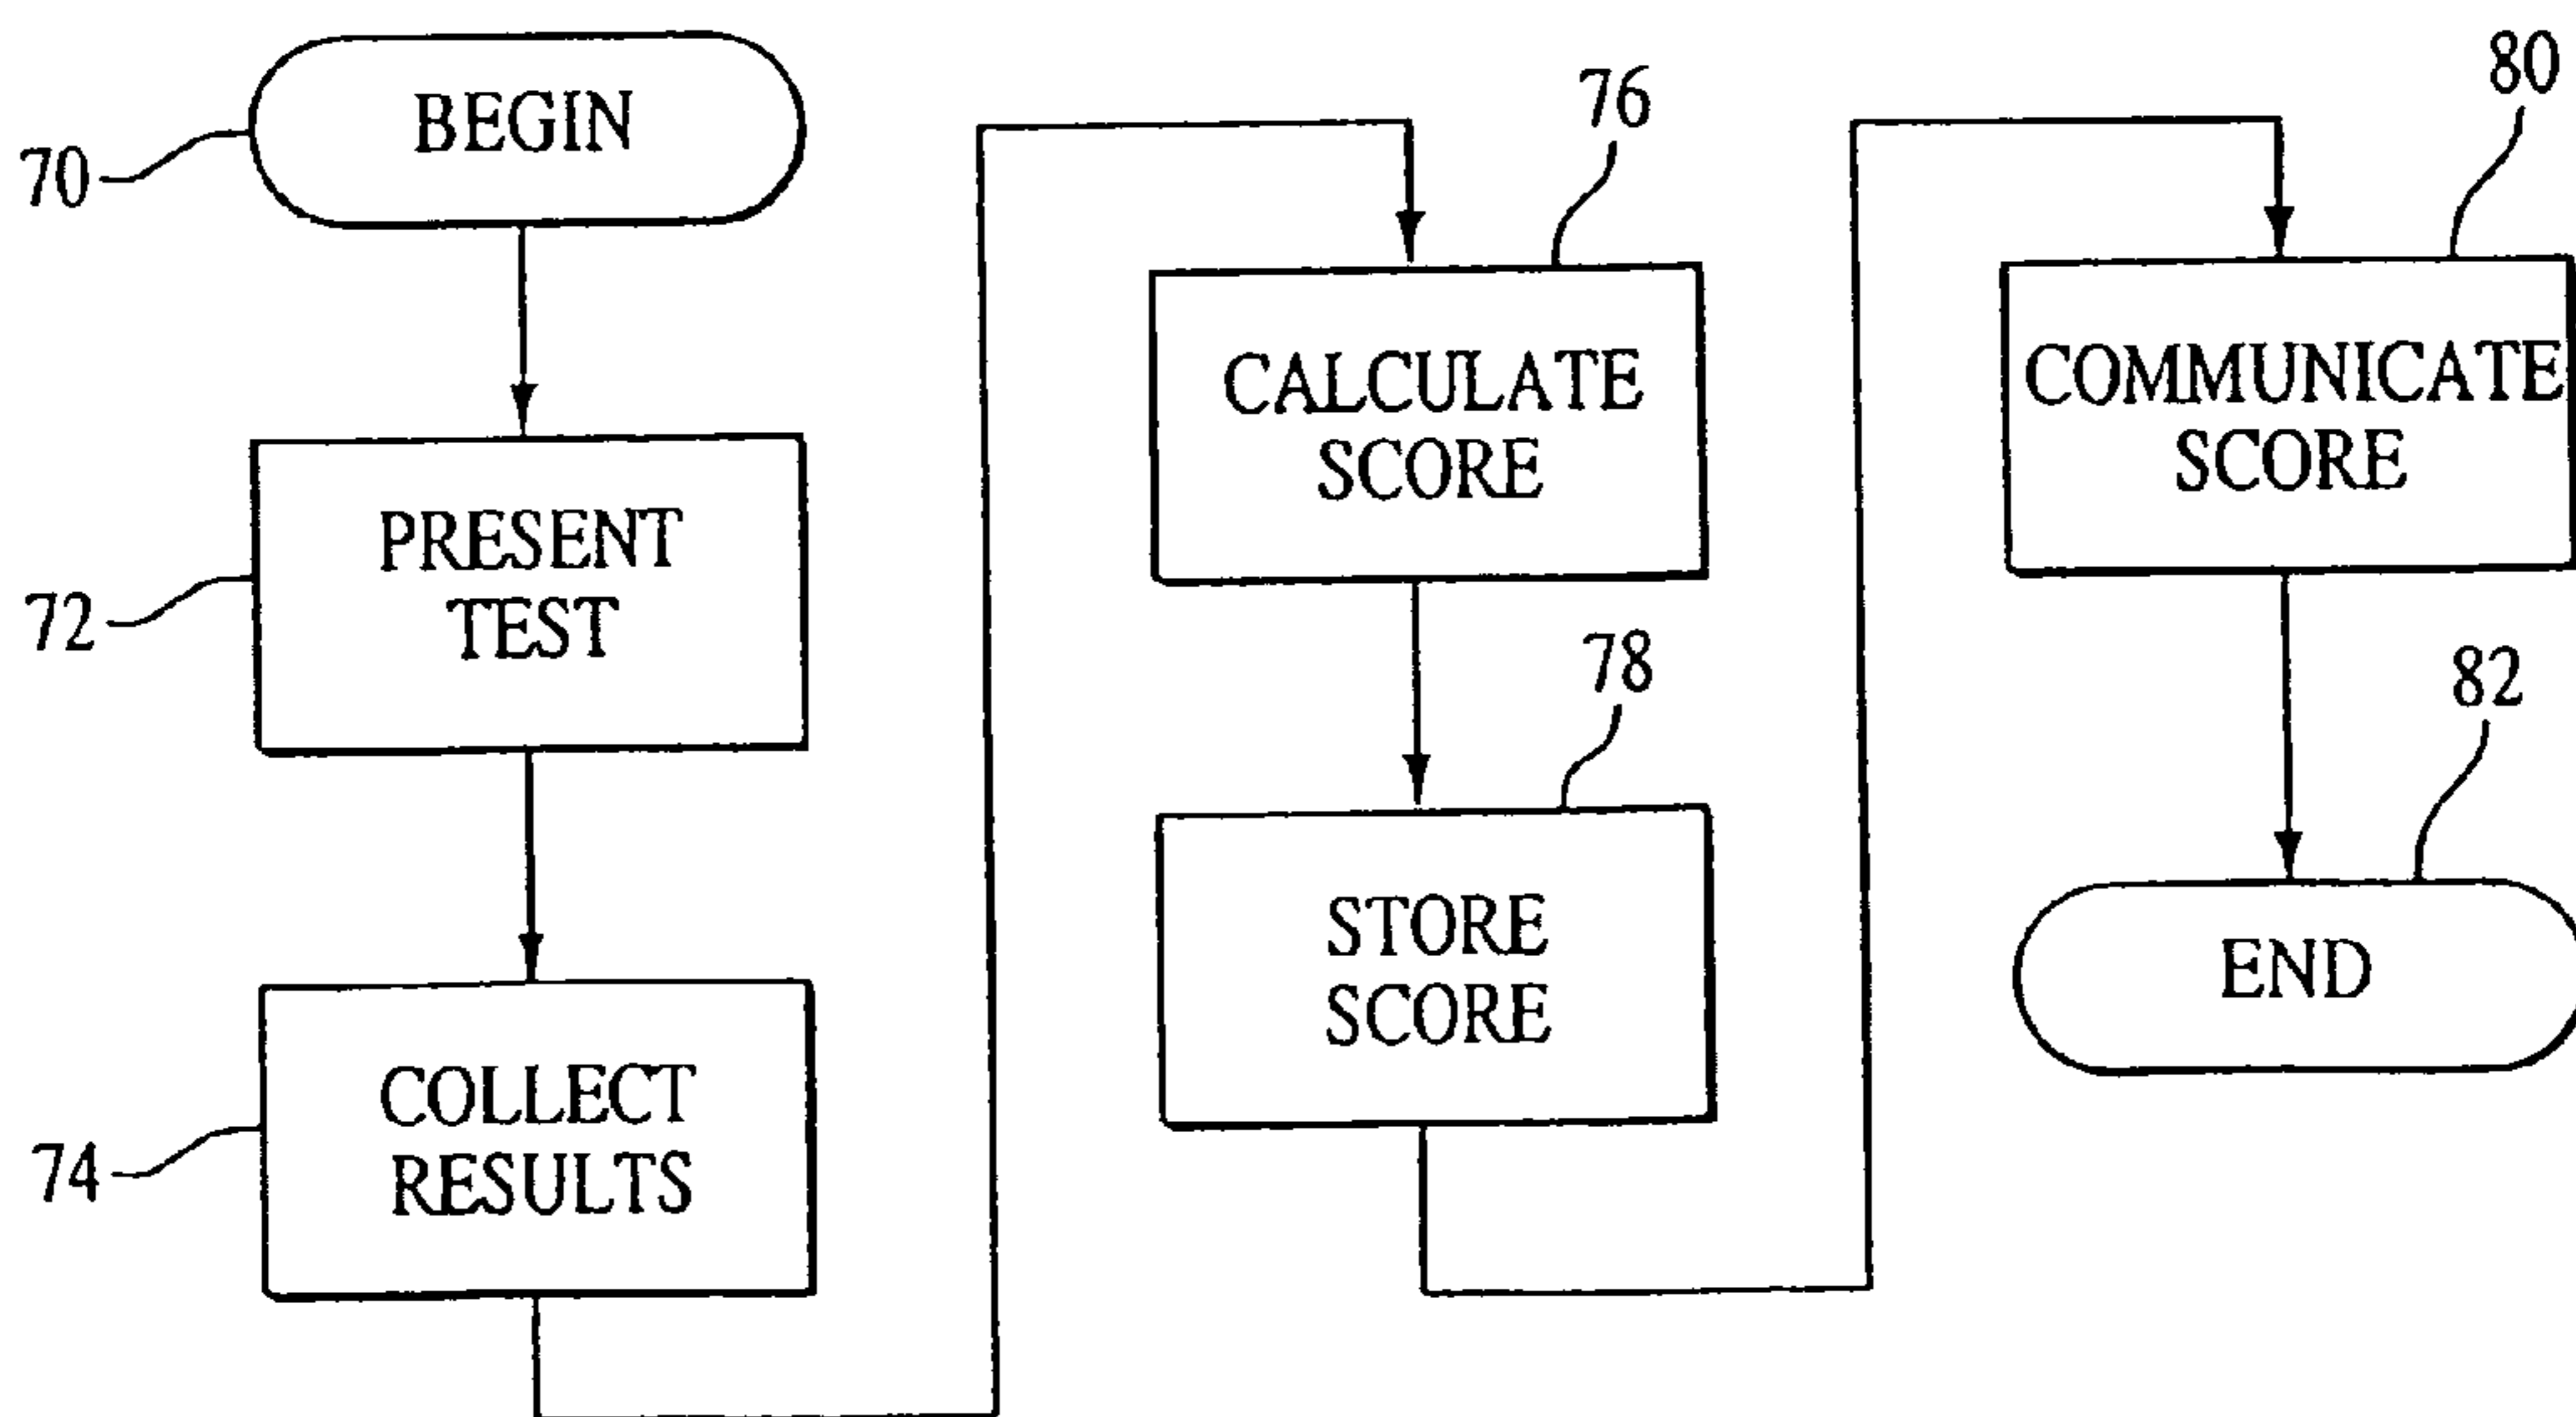 BEGIN
70
PRESENT
TEST
72
COLLECT
RESULTS
74
76
CALCULATE
SCORE
78
STORE
SCORE
80
COMMUNICATE
SCORE
82
END